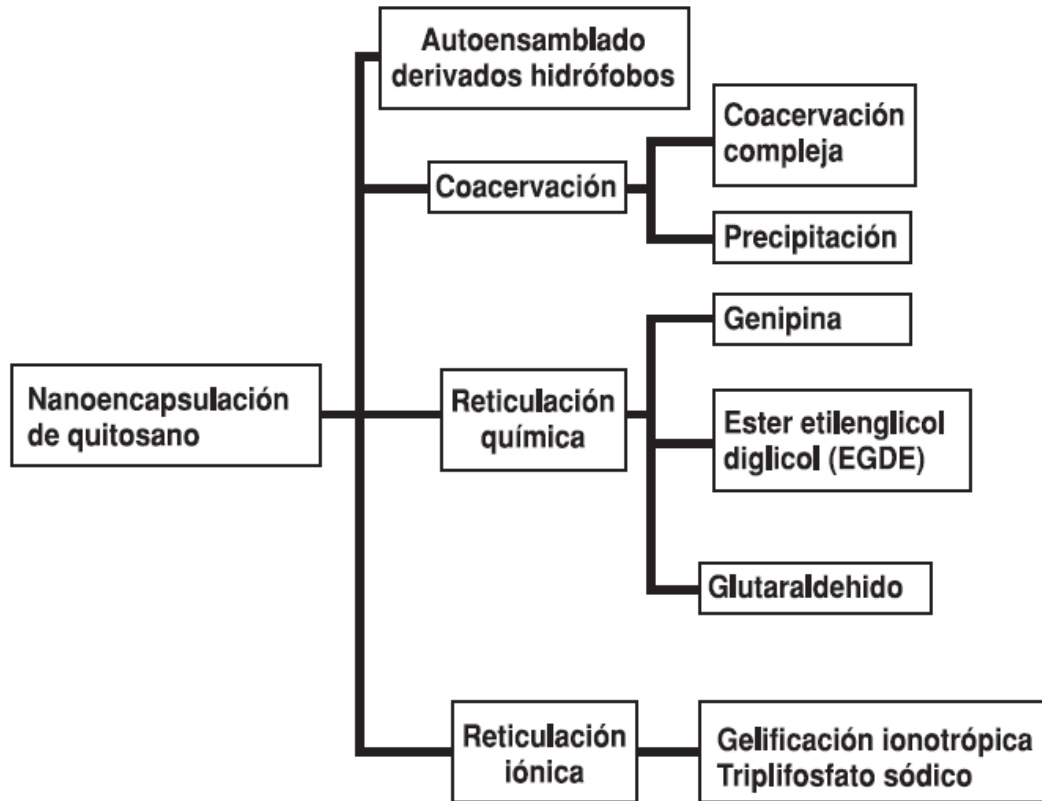 Autoensamblado
derivados hidrófobos
Coacervación
Coacervación
compleja
Precipitación
Nanoencapsulación
de quitosano
Reticulación
química
Genipina
Ester etilenglicol
diglicol (EGDE)
Glutaraldehido
Reticulación
iónica
Gelificación ionotrópica
Triplifosfato sódico